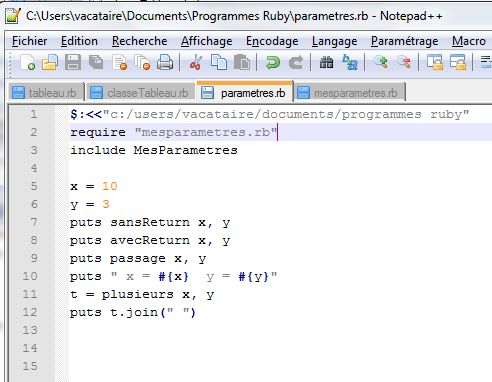 C:\Users\vacataire\Documents\Programmes Ruby\parametres.rb - Notepad++
Fichier Edition Recherche Affichage Encodage Langage Paramétrage Macro
tableau.rb classeTableau.rb parametres.rb mesparametres.rb
1 $:<<"c:/users/vacataire/documents/programmes ruby"
2 require "mesparametres.rb"
3 include MesParametres
4
5 x = 10
6 y = 3
7 puts sansReturn x, y
8 puts avecReturn x, y
9 puts passage x, y
10 puts " x = #{x}  y = #{y}"
11 t = plusieurs x, y
12 puts t.join(" ")
13
14
15